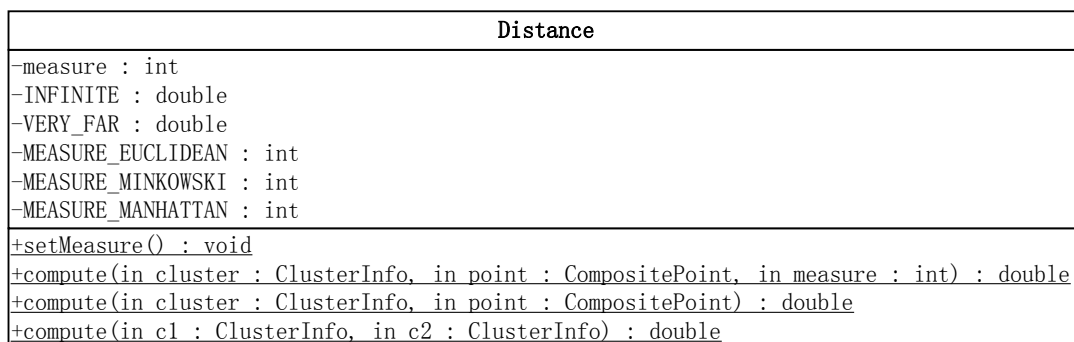 Distance
-measure : int
-INFINITE : double
-VERY_FAR : double
-MEASURE_EUCLIDEAN : int
-MEASURE_MINKOWSKI : int
-MEASURE_MANHATTAN : int
+setMeasure() : void
+compute(in cluster : ClusterInfo, in point : CompositePoint, in measure : int) : double
+compute(in cluster : ClusterInfo, in point : CompositePoint) : double
+compute(in c1 : ClusterInfo, in c2 : ClusterInfo) : double